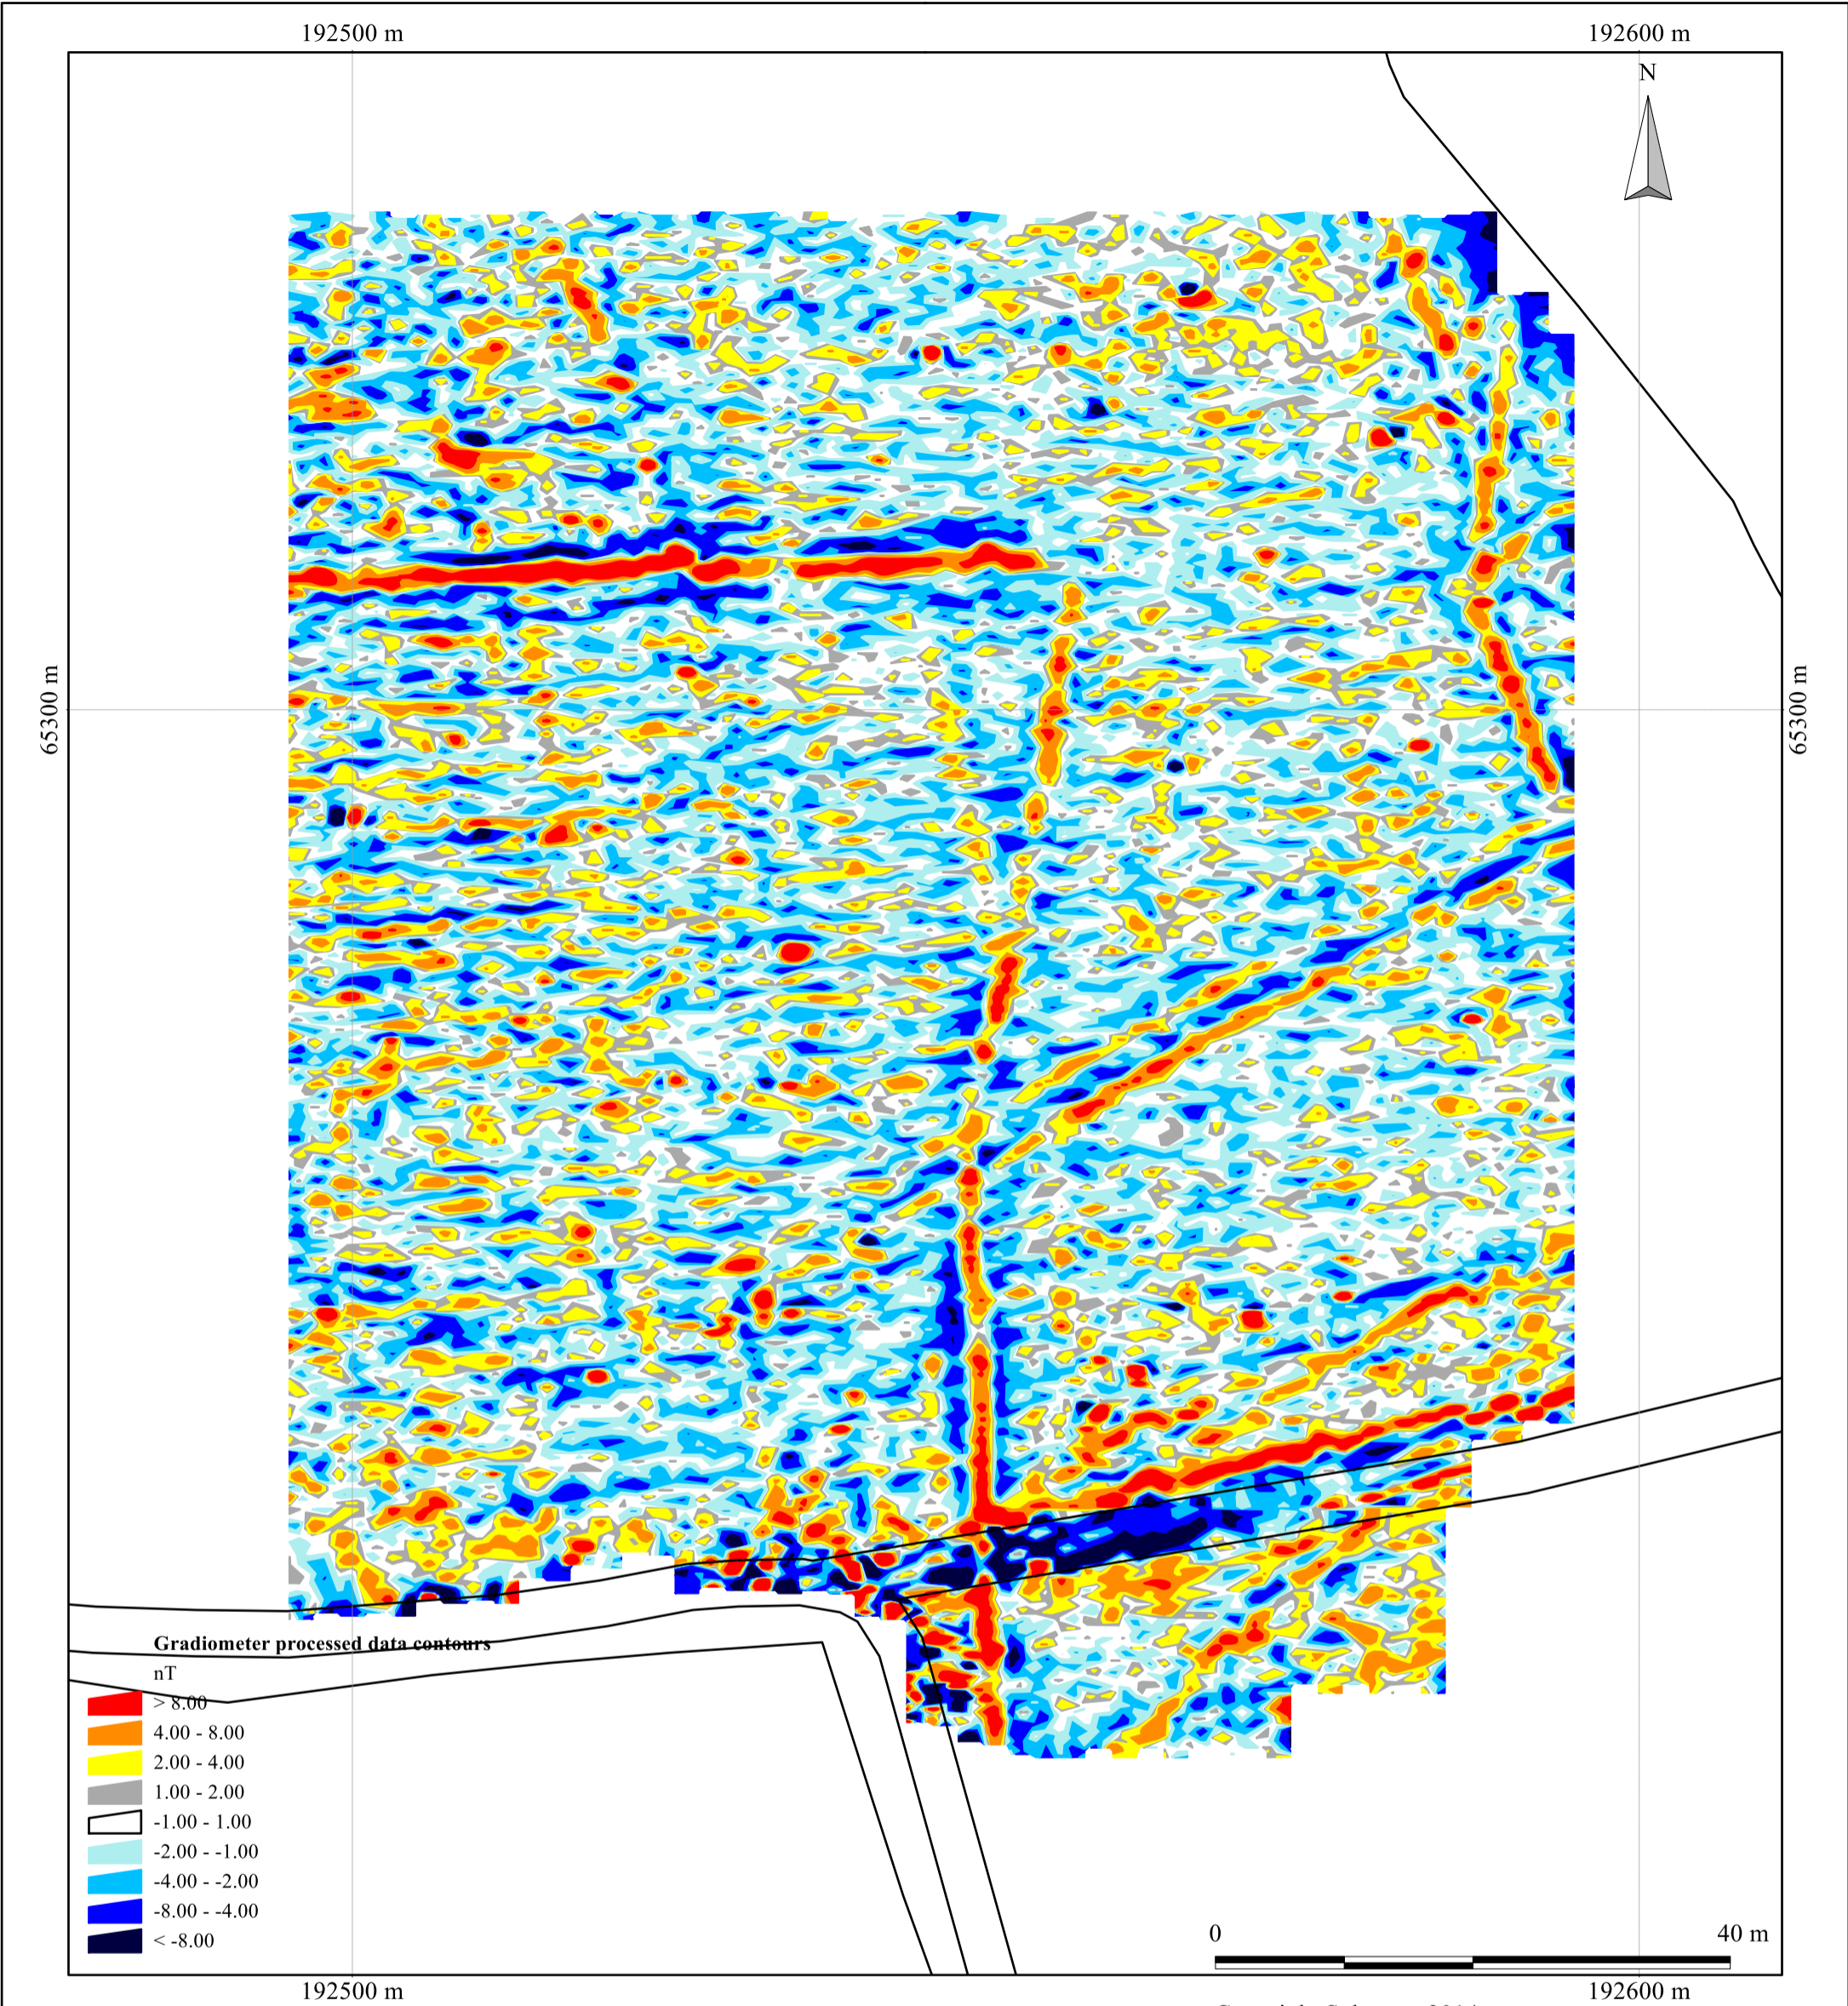 192500 m
192600 m
N
65300 m
65300 m
Gradiometer processed data contours
nT
> 8.00
4.00 - 8.00
2.00 - 4.00
1.00 - 2.00
-1.00 - 1.00
-2.00 - -1.00
-4.00 - -2.00
-8.00 - -4.00
< -8.00
0
40 m
192500 m
192600 m